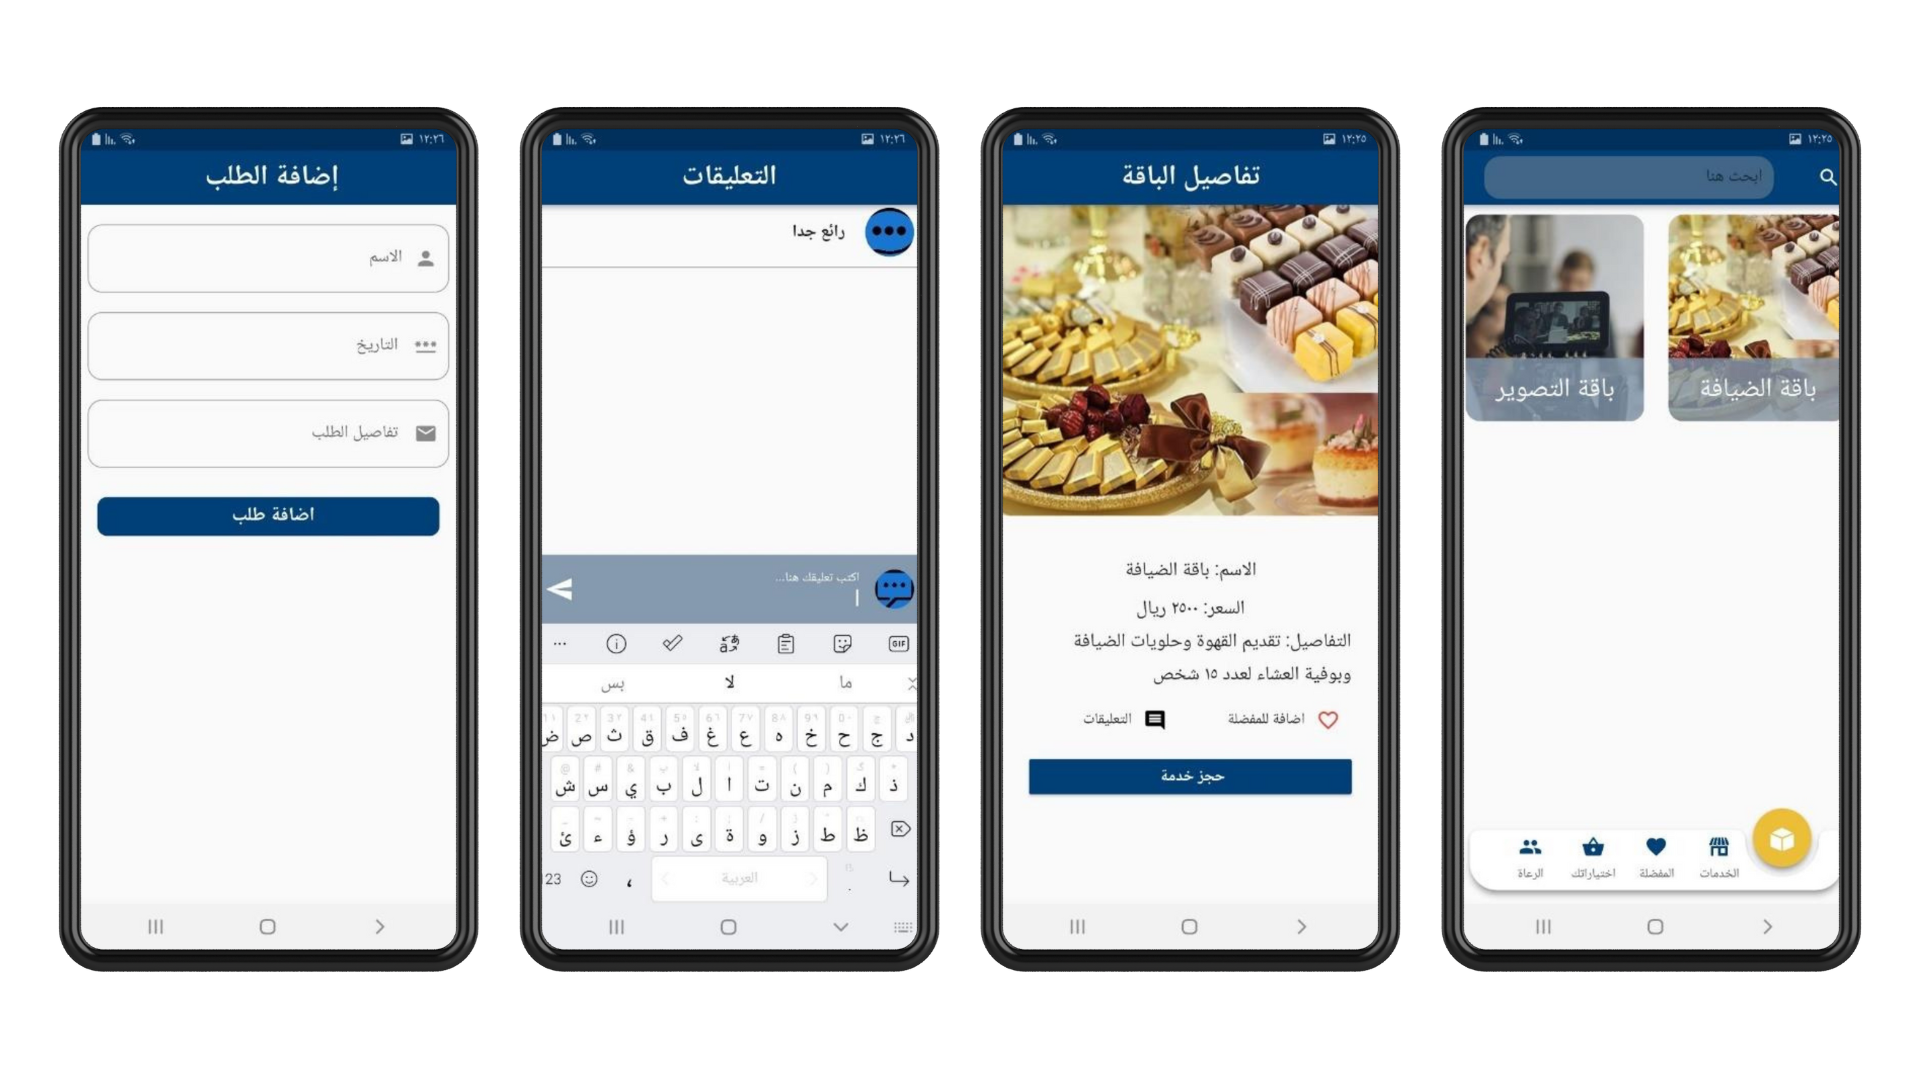 ١٢:٢٥
ابحث هنا
باقة الضيافة
باقة التصوير
الخدمات
المفضلة
اختياراتك
الرعاة
١٢:٢٥
تفاصيل الباقة
الاسم: باقة الضيافة
السعر: ٢٥٠٠ ريال
التفاصيل: تقديم القهوة وحلويات الضيافة
وبوفية العشاء لعدد ١٥ شخص
اضافة للمفضلة
التعليقات
حجز خدمة
١٢:٢٦
التعليقات
رائع جدا
اكتب تعليقك هنا...
GIF
ما لا بس
د ج ح خ ه ع غ ف ق ث ص ض
ذ ك م ن ت ا ل ب ي س ش
ظ ط ز و ة ى ر ؤ ء ئ
العربية ، 123
١٢:٢٦
إضافة الطلب
الاسم
التاريخ
تفاصيل الطلب
اضافة طلب